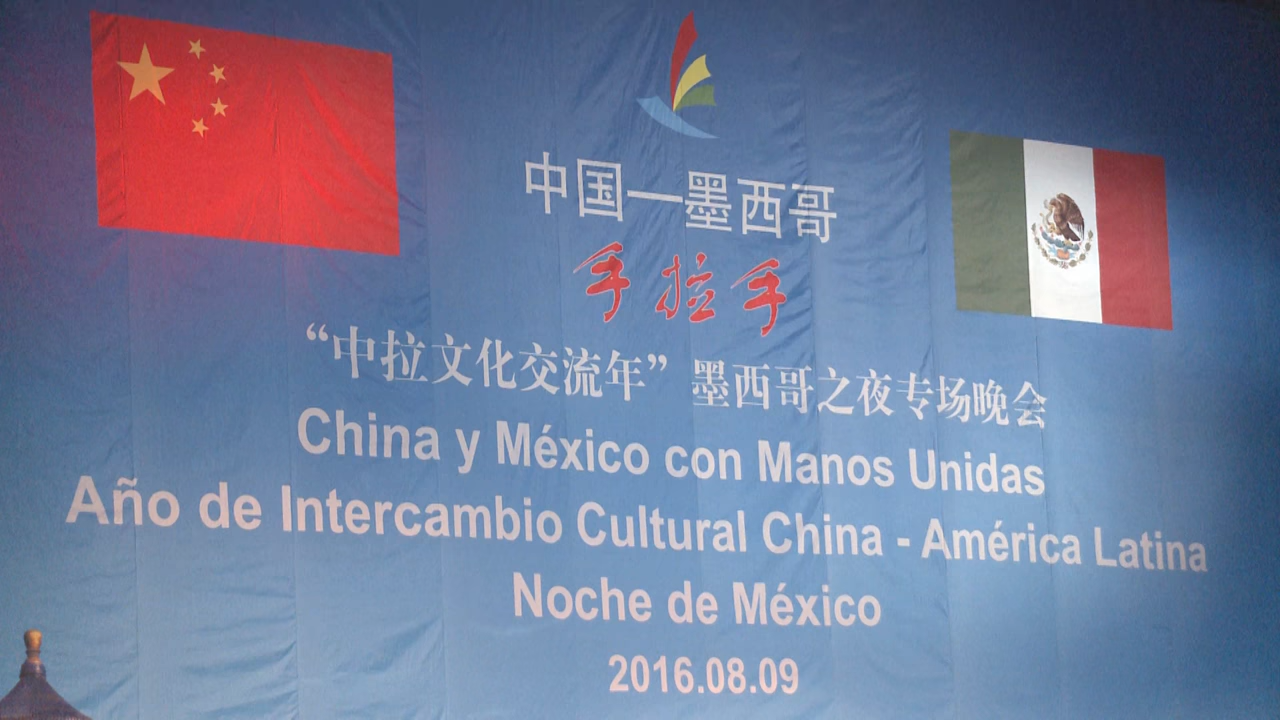 中国—墨西哥
手拉手
“中拉文化交流年”墨西哥之夜专场晚会
China y México con Manos Unidas
Año de Intercambio Cultural China - América Latina
Noche de México
2016.08.09